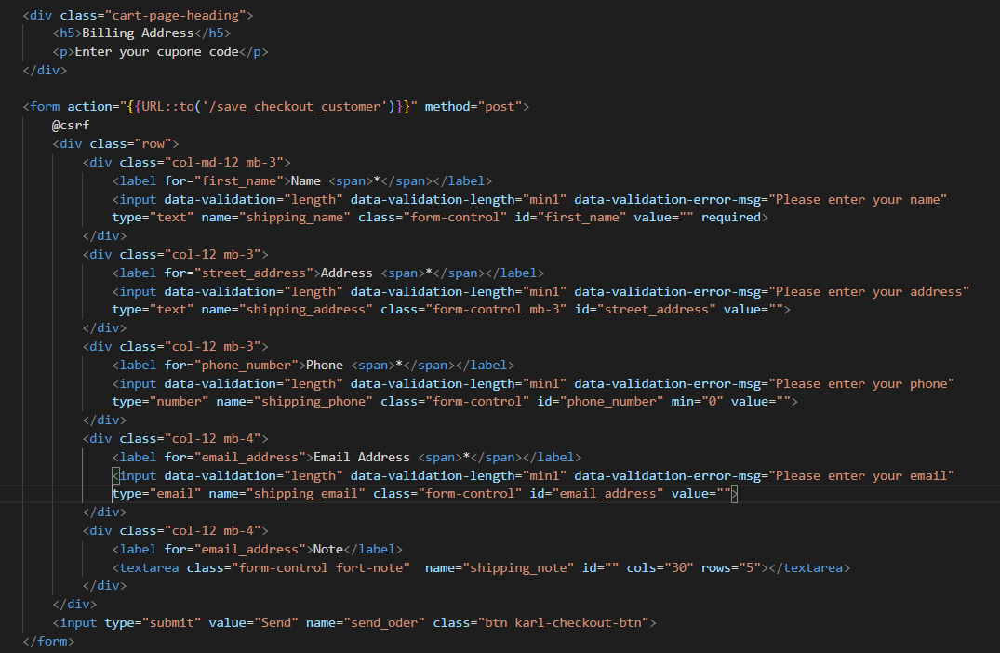 <div class="cart-page-heading">
<h5>Billing Address</h5>
<p>Enter your cupone code</p>
</div>
<form action="{{URL::to('/save_checkout_customer')}}" method="post">
@csrf
<div class="row">
<div class="col-md-12 mb-3">
<label for="first_name">Name <span>*</span></label>
<input data-validation="length" data-validation-length="min1" data-validation-error-msg="Please enter your name"
type="text" name="shipping_name" class="form-control" id="first_name" value="" required>
</div>
<div class="col-12 mb-3">
<label for="street_address">Address <span>*</span></label>
<input data-validation="length" data-validation-length="min1" data-validation-error-msg="Please enter your address"
type="text" name="shipping_address" class="form-control mb-3" id="street_address" value="">
</div>
<div class="col-12 mb-3">
<label for="phone_number">Phone <span>*</span></label>
<input data-validation="length" data-validation-length="min1" data-validation-error-msg="Please enter your phone"
type="number" name="shipping_phone" class="form-control" id="phone_number" min="0" value="">
</div>
<div class="col-12 mb-4">
<label for="email_address">Email Address <span>*</span></label>
<input data-validation="length" data-validation-length="min1" data-validation-error-msg="Please enter your email"
type="email" name="shipping_email" class="form-control" id="email_address" value="">
</div>
<div class="col-12 mb-4">
<label for="email_address">Note</label>
<textarea class="form-control fort-note"  name="shipping_note" id="" cols="30" rows="5"></textarea>
</div>
</div>
<input type="submit" value="Send" name="send_oder" class="btn karl-checkout-btn">
</form>